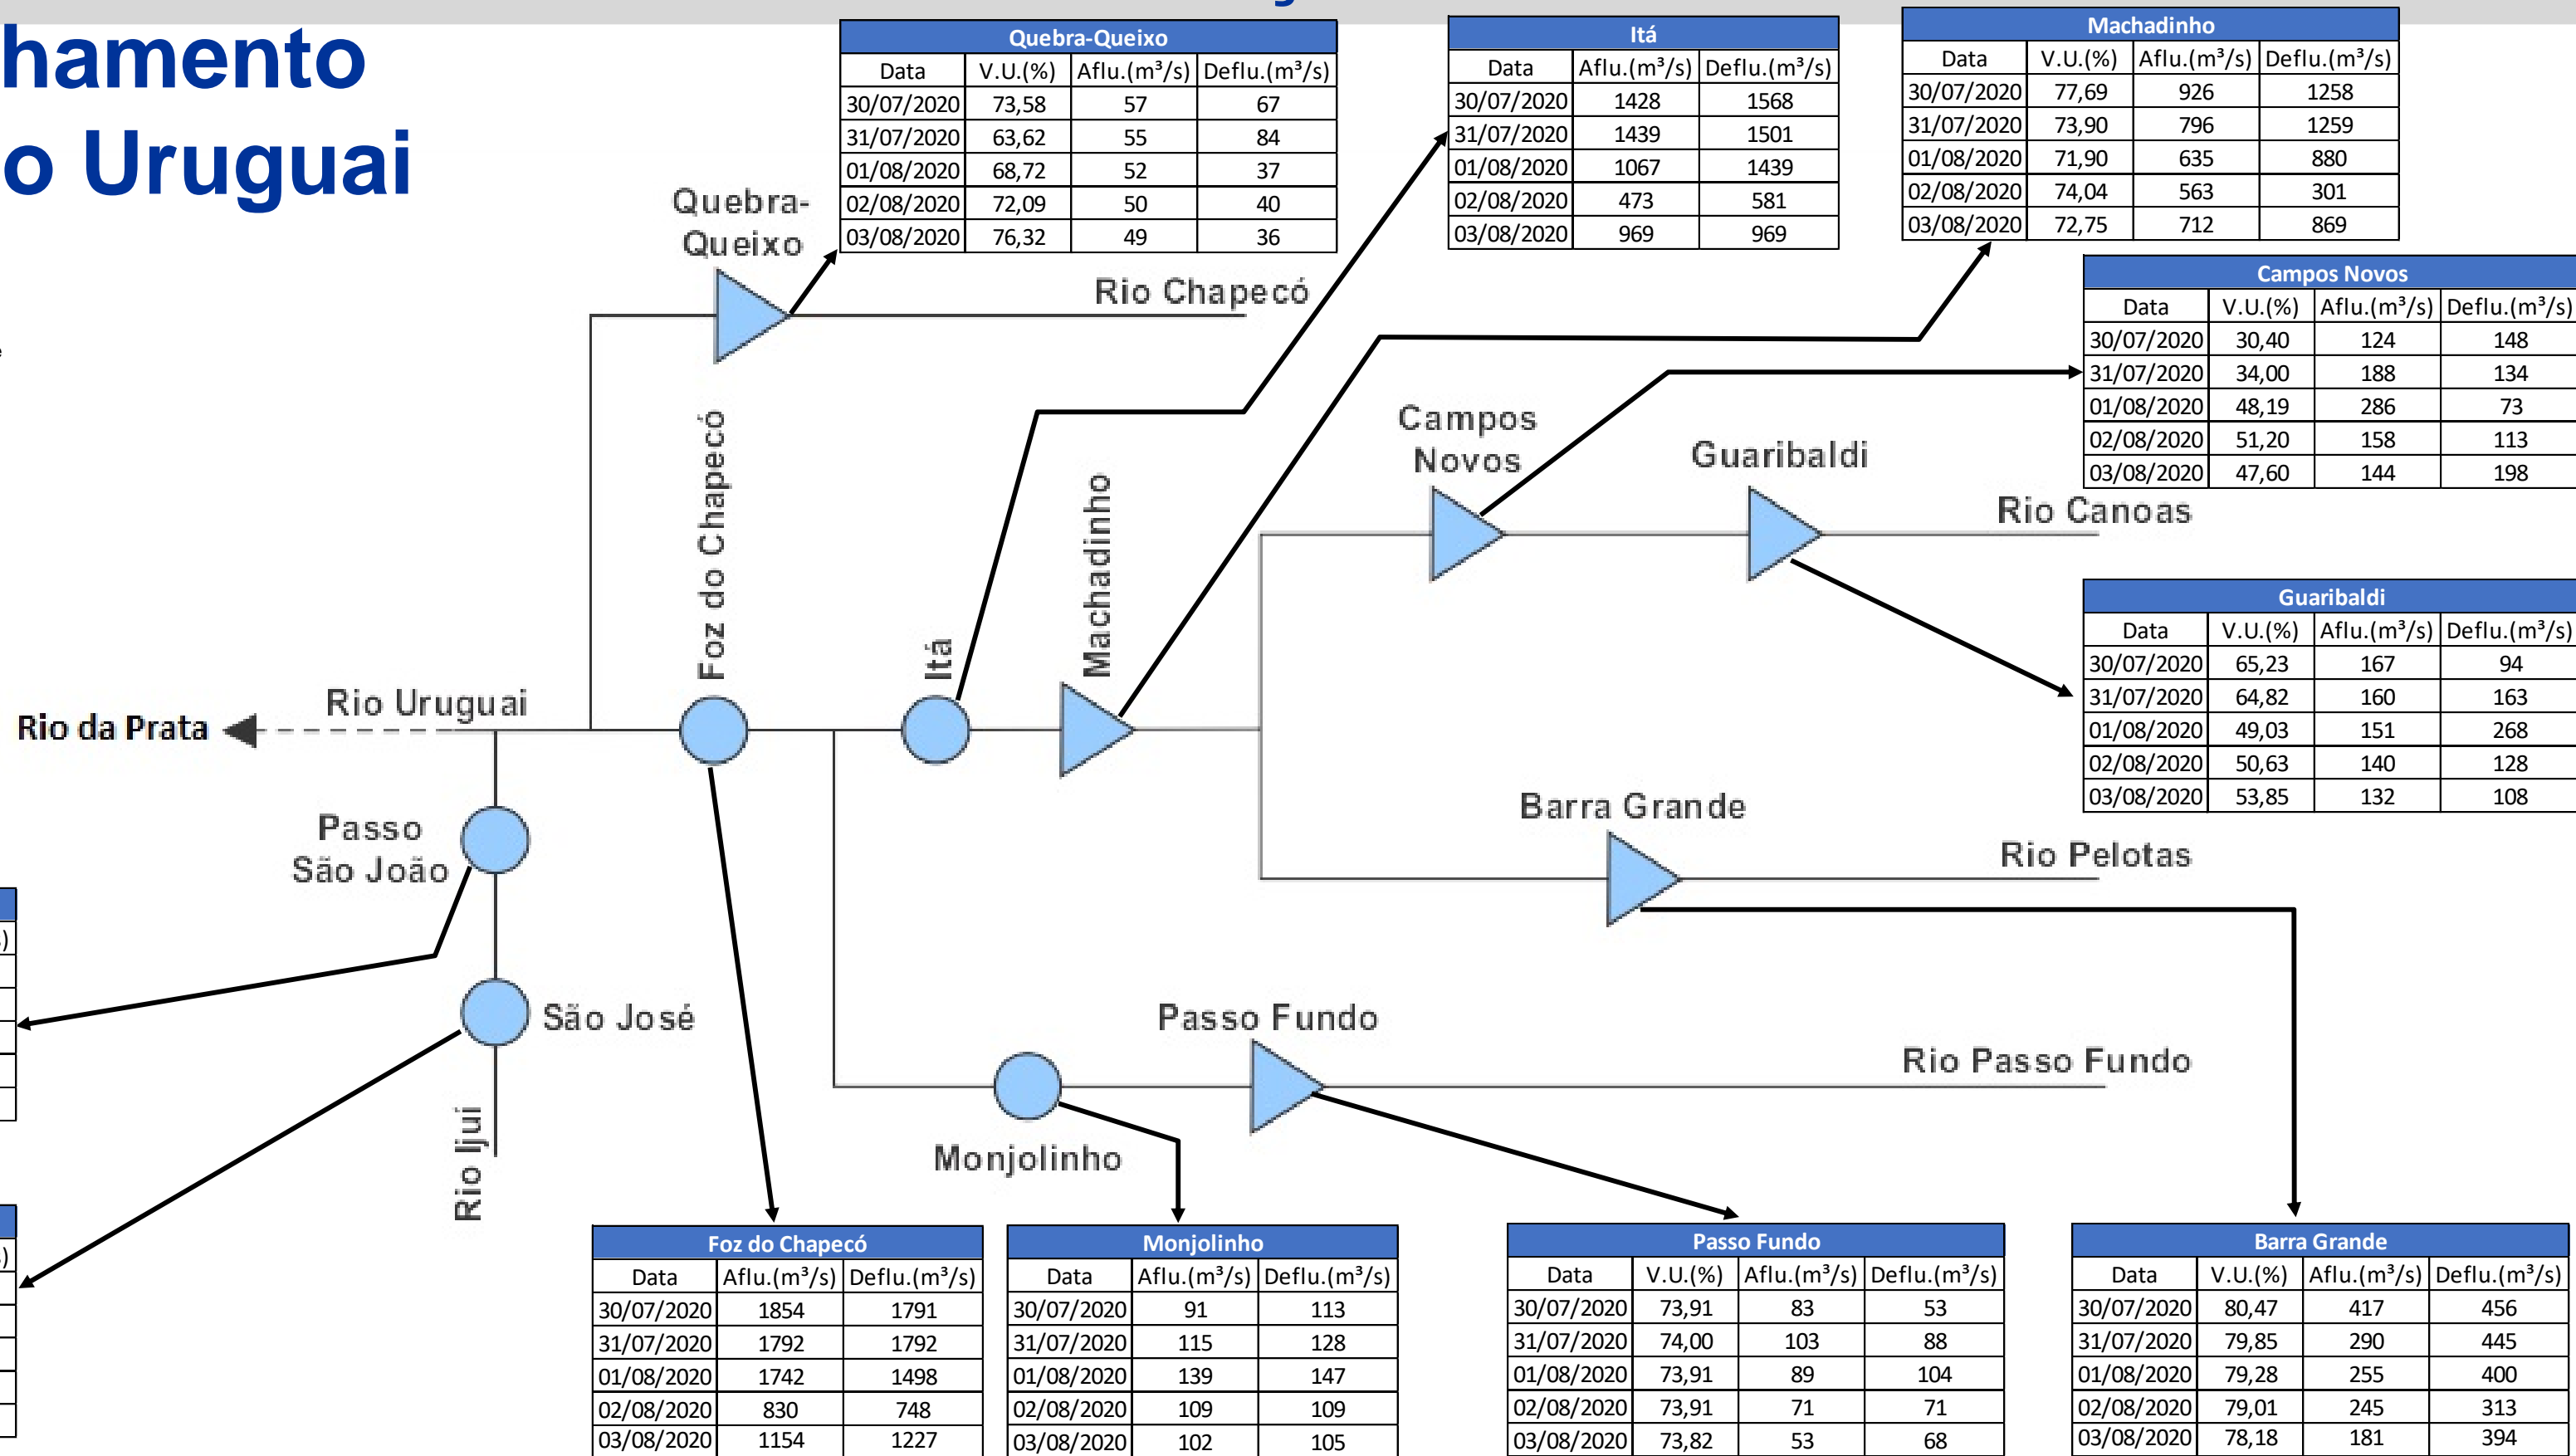 hamento
o Uruguai
Quebra-Queixo
Data V.U.(%) Aflu.(m³/s) Deflu.(m³/s)
30/07/2020 73,58 57 67
31/07/2020 63,62 55 84
01/08/2020 68,72 52 37
02/08/2020 72,09 50 40
03/08/2020 76,32 49 36
Itá
Data Aflu.(m³/s) Deflu.(m³/s)
30/07/2020 1428 1568
31/07/2020 1439 1501
01/08/2020 1067 1439
02/08/2020 473 581
03/08/2020 969 969
Machadinho
Data V.U.(%) Aflu.(m³/s) Deflu.(m³/s)
30/07/2020 77,69 926 1258
31/07/2020 73,90 796 1259
01/08/2020 71,90 635 880
02/08/2020 74,04 563 301
03/08/2020 72,75 712 869
Campos Novos
Data V.U.(%) Aflu.(m³/s) Deflu.(m³/s)
30/07/2020 30,40 124 148
31/07/2020 34,00 188 134
01/08/2020 48,19 286 73
02/08/2020 51,20 158 113
03/08/2020 47,60 144 198
Quebra-
Queixo
Rio Chapecó
Foz do Chapecó
Itá
Machadinho
Campos
Novos
Guaribaldi
Rio Canoas
Guaribaldi
Data V.U.(%) Aflu.(m³/s) Deflu.(m³/s)
30/07/2020 65,23 167 94
31/07/2020 64,82 160 163
01/08/2020 49,03 151 268
02/08/2020 50,63 140 128
03/08/2020 53,85 132 108
Rio da Prata
Rio Uruguai
Passo
São João
Barra Grande
Rio Pelotas
São José
Rio Ijui
Passo Fundo
Rio Passo Fundo
Monjolinho
Foz do Chapecó
Data Aflu.(m³/s) Deflu.(m³/s)
30/07/2020 1854 1791
31/07/2020 1792 1792
01/08/2020 1742 1498
02/08/2020 830 748
03/08/2020 1154 1227
Monjolinho
Data Aflu.(m³/s) Deflu.(m³/s)
30/07/2020 91 113
31/07/2020 115 128
01/08/2020 139 147
02/08/2020 109 109
03/08/2020 102 105
Passo Fundo
Data V.U.(%) Aflu.(m³/s) Deflu.(m³/s)
30/07/2020 73,91 83 53
31/07/2020 74,00 103 88
01/08/2020 73,91 89 104
02/08/2020 73,91 71 71
03/08/2020 73,82 53 68
Barra Grande
Data V.U.(%) Aflu.(m³/s) Deflu.(m³/s)
30/07/2020 80,47 417 456
31/07/2020 79,85 290 445
01/08/2020 79,28 255 400
02/08/2020 79,01 245 313
03/08/2020 78,18 181 394